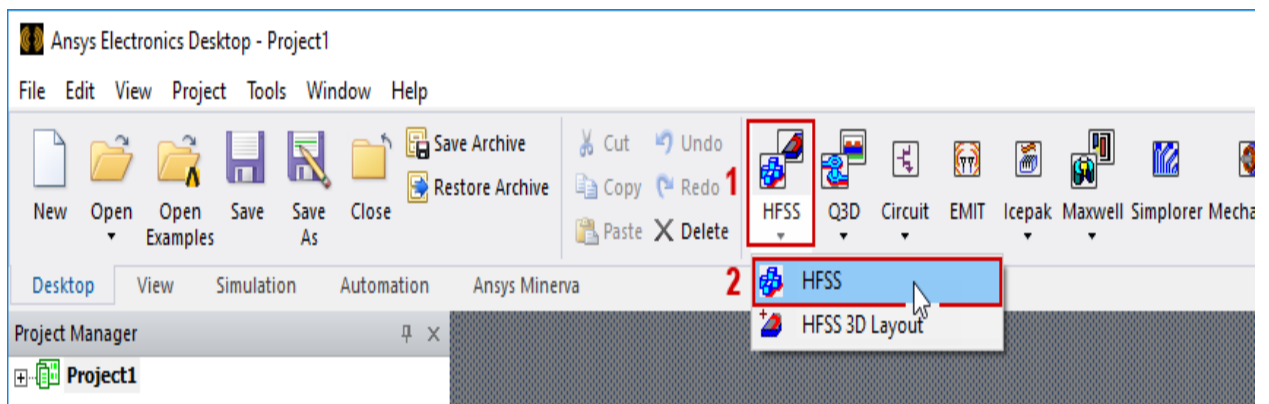 Ansys Electronics Desktop - Project1
File Edit View Project Tools Window Help
New
Open
Open Examples
Save
Save As
Close
Save Archive
Restore Archive
Cut
Copy
Paste
Undo
Redo
Delete
1
HFSS
Q3D
Circuit
EMIT
Icepak
Maxwell
Simplorer
Mecha
Desktop View Simulation Automation Ansys Minerva
2
HFSS
HFSS 3D Layout
Project Manager
Project1